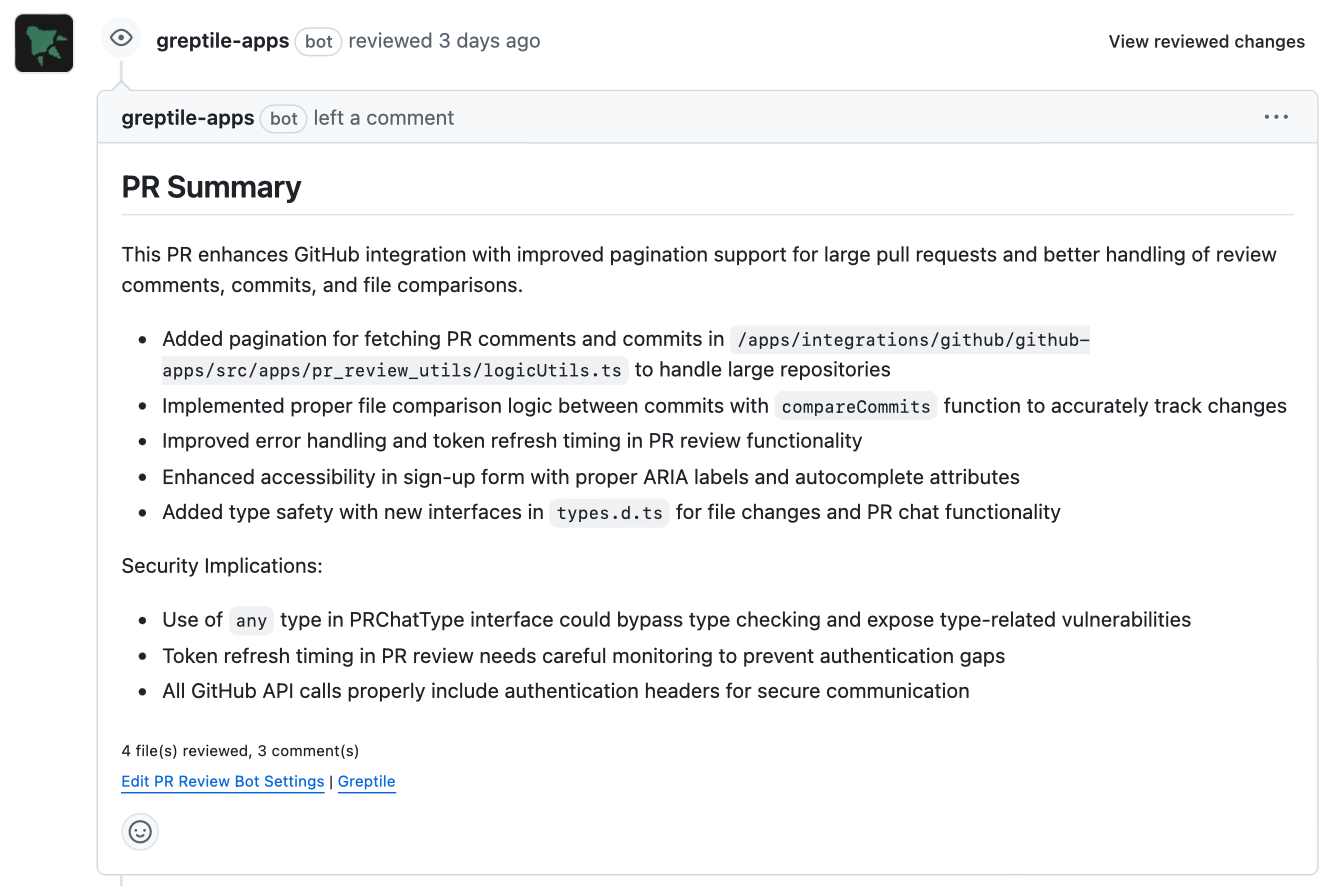 greptile-apps bot reviewed 3 days ago View reviewed changes
greptile-apps bot left a comment
PR Summary
This PR enhances GitHub integration with improved pagination support for large pull requests and better handling of review
comments, commits, and file comparisons.
• Added pagination for fetching PR comments and commits in /apps/integrations/github/github-
apps/src/apps/pr_review_utils/logicUtils.ts to handle large repositories
• Implemented proper file comparison logic between commits with compareCommits function to accurately track changes
• Improved error handling and token refresh timing in PR review functionality
• Enhanced accessibility in sign-up form with proper ARIA labels and autocomplete attributes
• Added type safety with new interfaces in types.d.ts for file changes and PR chat functionality
Security Implications:
• Use of any type in PRChatType interface could bypass type checking and expose type-related vulnerabilities
• Token refresh timing in PR review needs careful monitoring to prevent authentication gaps
• All GitHub API calls properly include authentication headers for secure communication
4 file(s) reviewed, 3 comment(s)
Edit PR Review Bot Settings | Greptile